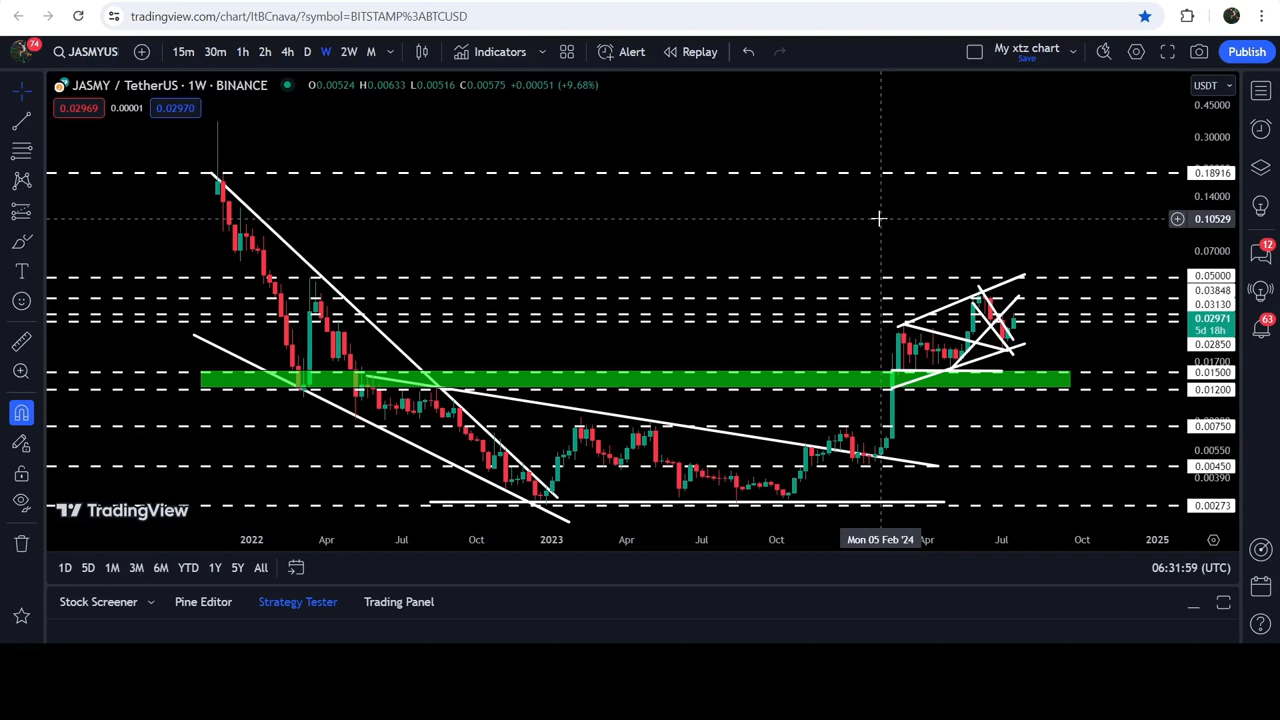 tradingview.com/chart/ItBCnava/?symbol=BITSTAMP%3ABTCUSD
74 JASMYUS 15m 30m 1h 2h 4h D W 2W M Indicators Alert Replay My xtz chart Save Publish
JASMY / TetherUS · 1W · BINANCE O0.00524 H0.00633 L0.00516 C0.00575 +0.00051 (+9.68%) USDT
0.02969 0.00001 0.02970
0.45000
0.30000
0.18916
0.14000
0.10529
0.07000
0.05000
0.03848
0.03130
0.02971
5d 18h
0.02850
0.01700
0.01500
0.01200
0.00750
0.00550
0.00450
0.00390
0.00273
12
63
TradingView
2022 Apr Jul Oct 2023 Apr Jul Oct Mon 05 Feb '24 Apr Jul Oct 2025
1D 5D 1M 3M 6M YTD 1Y 5Y All 06:31:59 (UTC)
Stock Screener Pine Editor Strategy Tester Trading Panel